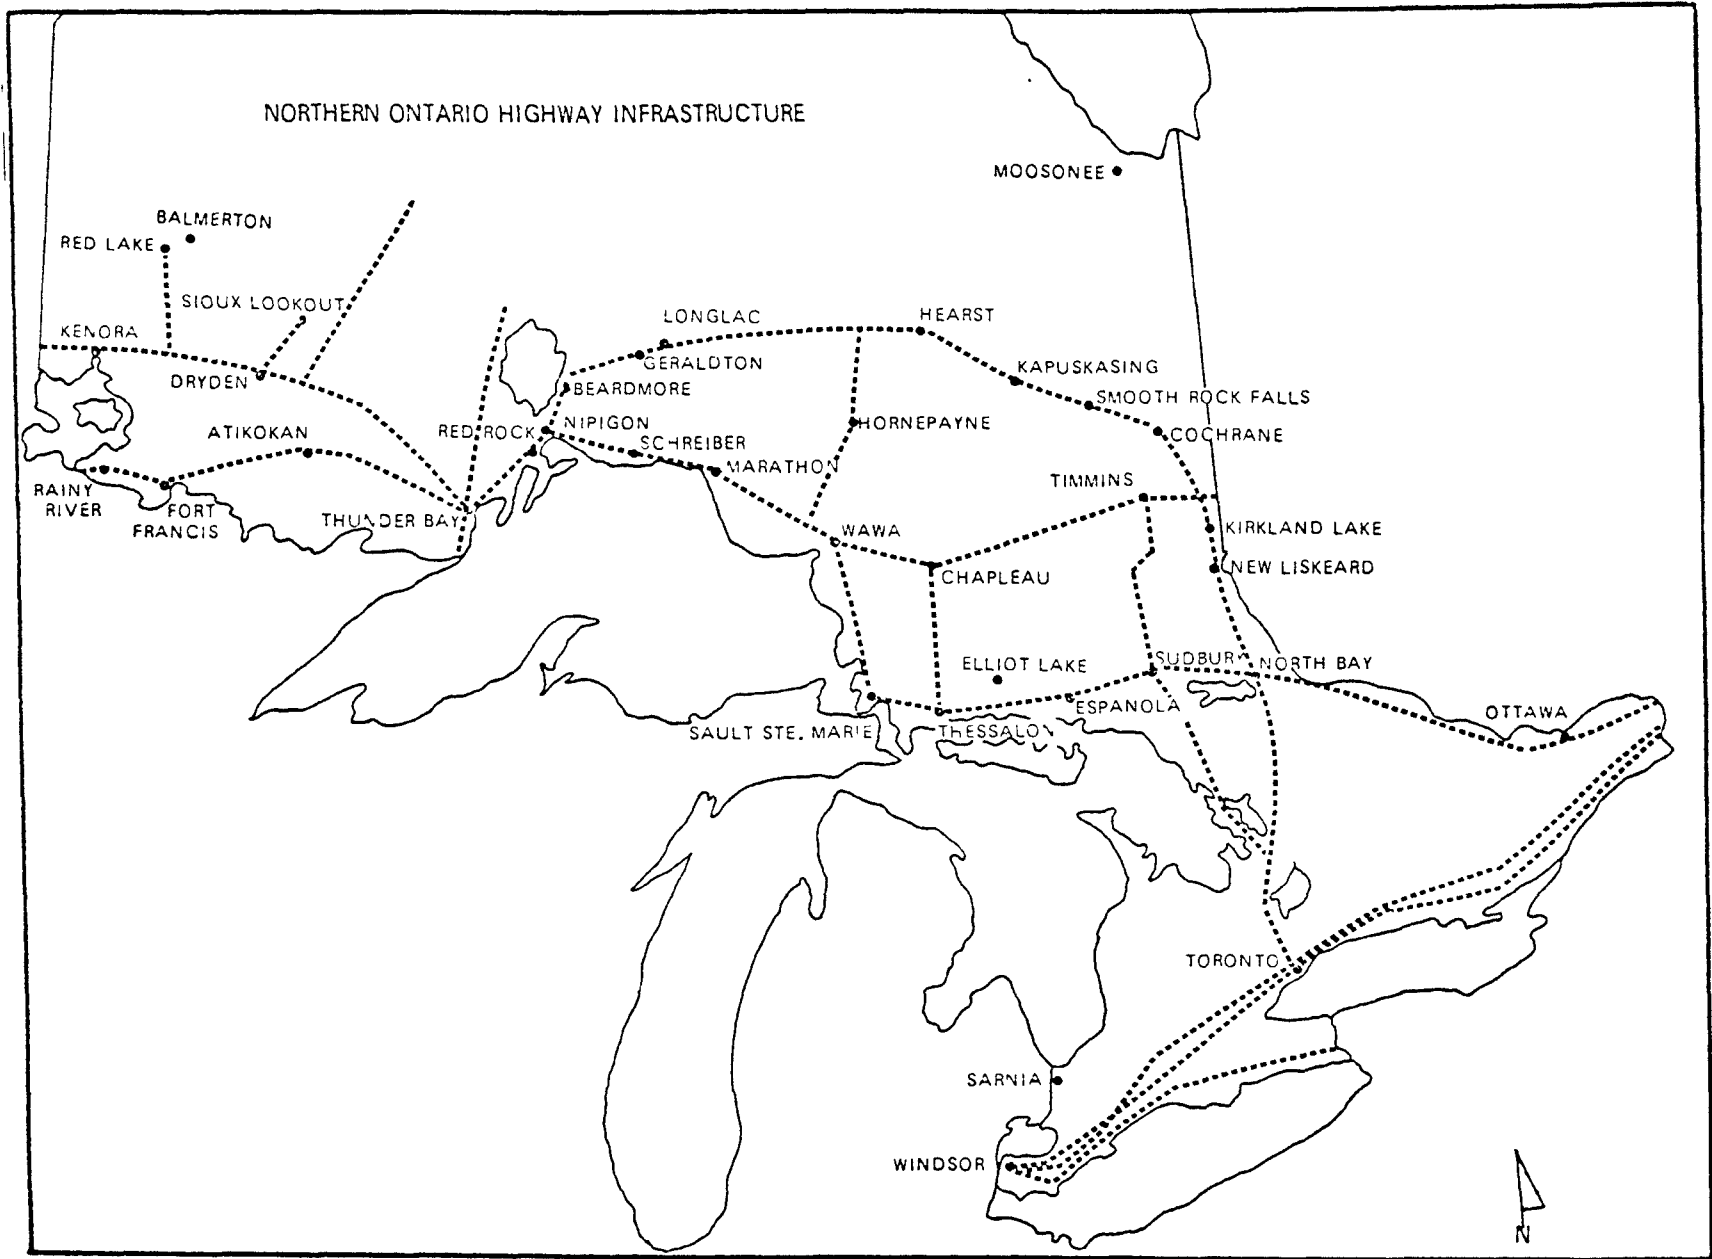 NORTHERN ONTARIO HIGHWAY INFRASTRUCTURE
MOOSONEE
BALMERTON
RED LAKE
SIOUX LOOKOUT
KENORA
LONGLAC
HEARST
GERALDTON
KAPUSKASING
DRYDEN
BEARDMORE
SMOOTH ROCK FALLS
ATIKOKAN
RED ROCK
NIPIGON
HORNEPAYNE
COCHRANE
SCHREIBER
MARATHON
TIMMINS
RAINY
RIVER
FORT
FRANCIS
THUNDER BAY
WAWA
KIRKLAND LAKE
CHAPLEAU
NEW LISKEARD
ELLIOT LAKE
SUDBURY
NORTH BAY
ESPANOLA
OTTAWA
SAULT STE. MARIE
THESSALON
TORONTO
SARNIA
WINDSOR
N